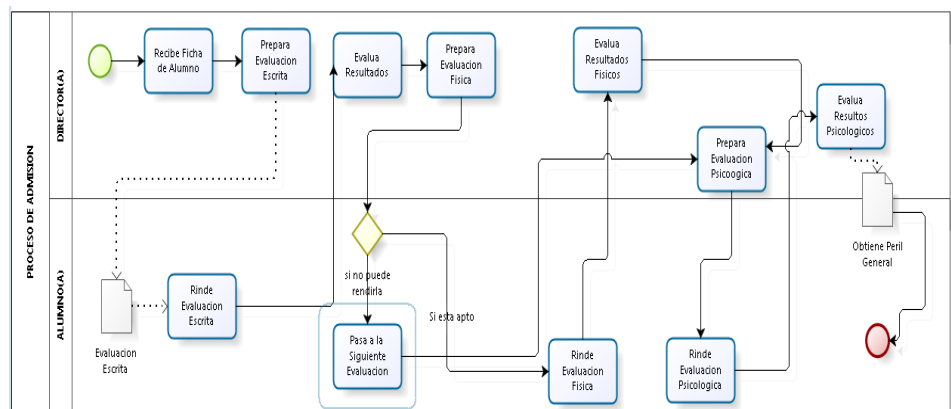 PROCESO DE ADMISION
DIRECTOR(A)
Recibe Ficha
de Alumno
Prepara
Evaluacion
Escrita
Evalua
Resultados
Prepara
Evaluacion
Fisica
Evalua
Resultados
Fisicos
Prepara
Evaluacion
Psicoogica
Evalua
Resultos
Psicologicos
Obtiene Peril
General
ALUMNO(A)
Evaluacion
Escrita
Rinde
Evaluacion
Escrita
si no puede
rendirla
Si esta apto
Pasa a la
Siguiente
Evaluacion
Rinde
Evaluacion
Fisica
Rinde
Evaluacion
Psicologica